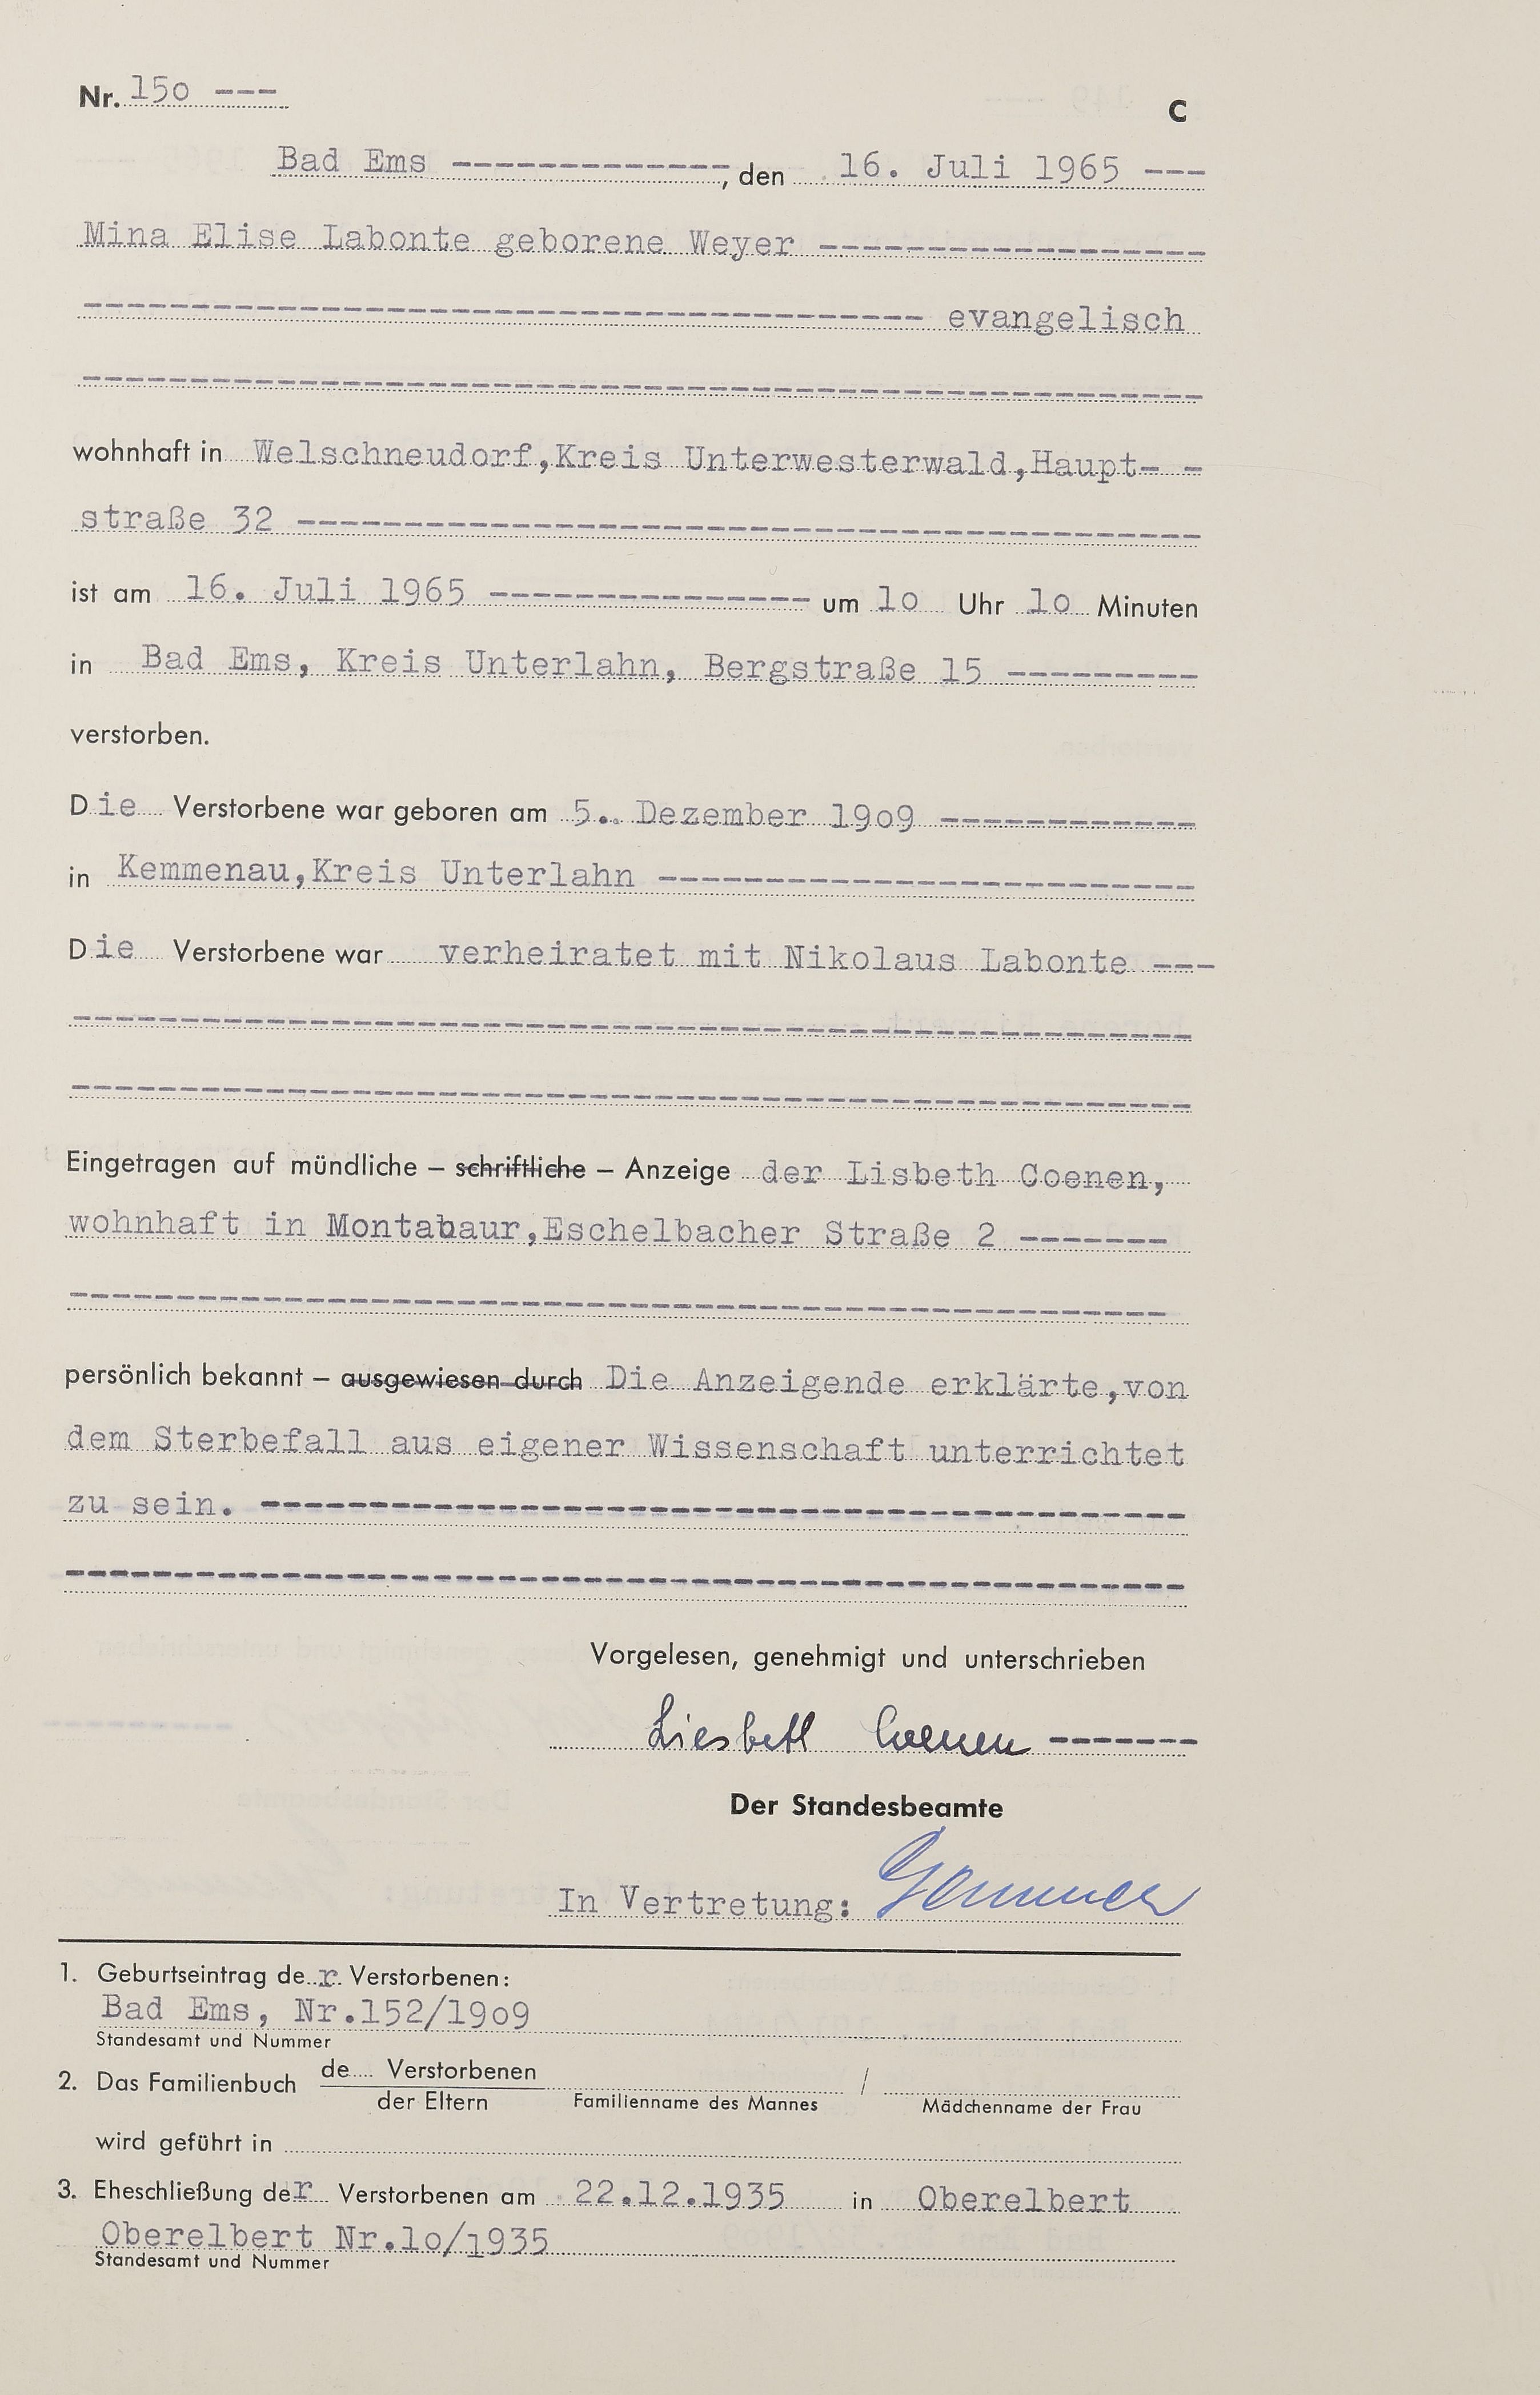 Nr. 150 ---
C
Bad Ems -------------, den 16. Juli 1965 ---
Mina Elise Labonte geborene Weyer ------------------
--------------------------------------- evangelisch
----------------------------------------------------
wohnhaft in Welschneudorf,Kreis Unterwesterwald,Haupt- -
straße 32 ------------------------------------------
ist am 16. Juli 1965 --------------- um 10 Uhr 10 Minuten
in Bad Ems, Kreis Unterlahn, Bergstraße 15 ---------
verstorben.
Die Verstorbene war geboren am 5. Dezember 1909 ------------
in Kemmenau,Kreis Unterlahn -------------------------
Die Verstorbene war verheiratet mit Nikolaus Labonte ---
----------------------------------------------------
----------------------------------------------------
Eingetragen auf mündliche – schriftliche – Anzeige der Lisbeth Coenen,
wohnhaft in Montabaur,Eschelbacher Straße 2 -------
---------------------------------------------------
persönlich bekannt – ausgewiesen durch Die Anzeigende erklärte,von
dem Sterbefall aus eigener Wissenschaft unterrichtet
zu sein. -------------------------------------------
----------------------------------------------------
Vorgelesen, genehmigt und unterschrieben
Liesbeth Coenen -------
Der Standesbeamte
In Vertretung:
1. Geburtseintrag der Verstorbenen:
Bad Ems, Nr.152/1909
Standesamt und Nummer
2. Das Familienbuch de.... Verstorbenen /
der Eltern Familienname des Mannes Mädchenname der Frau
wird geführt in
3. Eheschließung der Verstorbenen am 22.12.1935 in Oberelbert
Oberelbert Nr.10/1935
Standesamt und Nummer